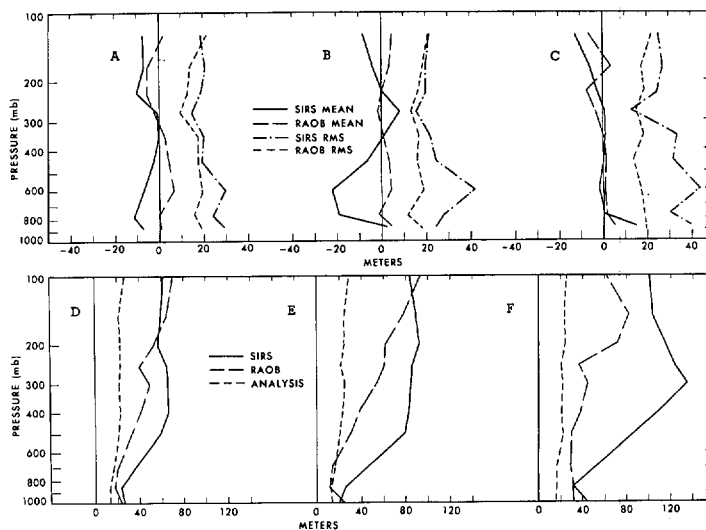 100
200
300
400
600
800
1000
PRESSURE (mb)
A
B
C
SIRS MEAN
RAOB MEAN
SIRS RMS
RAOB RMS
-40 -20 0 20 40 -40 -20 0 20 40 -40 -20 0 20 40
METERS
100
200
300
400
600
800
1000
PRESSURE (mb)
D
E
F
SIRS
RAOB
ANALYSIS
0 40 80 120 0 40 80 120 0 40 80 120
METERS